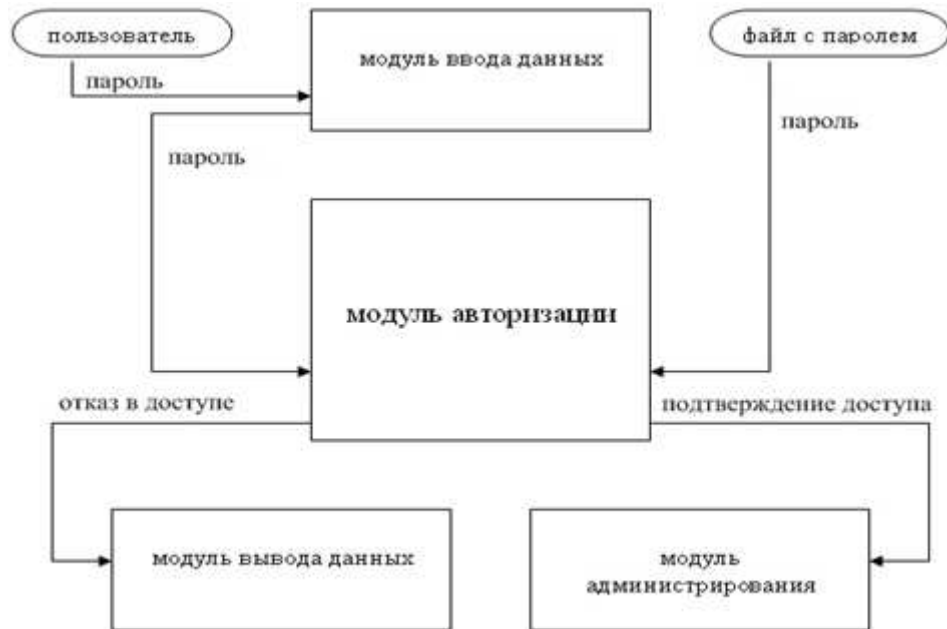 пользователь
модуль ввода данных
файл с паролем
пароль
пароль
пароль
модуль авторизации
отказ в доступе
подтверждение доступа
модуль вывода данных
модуль
администрирования